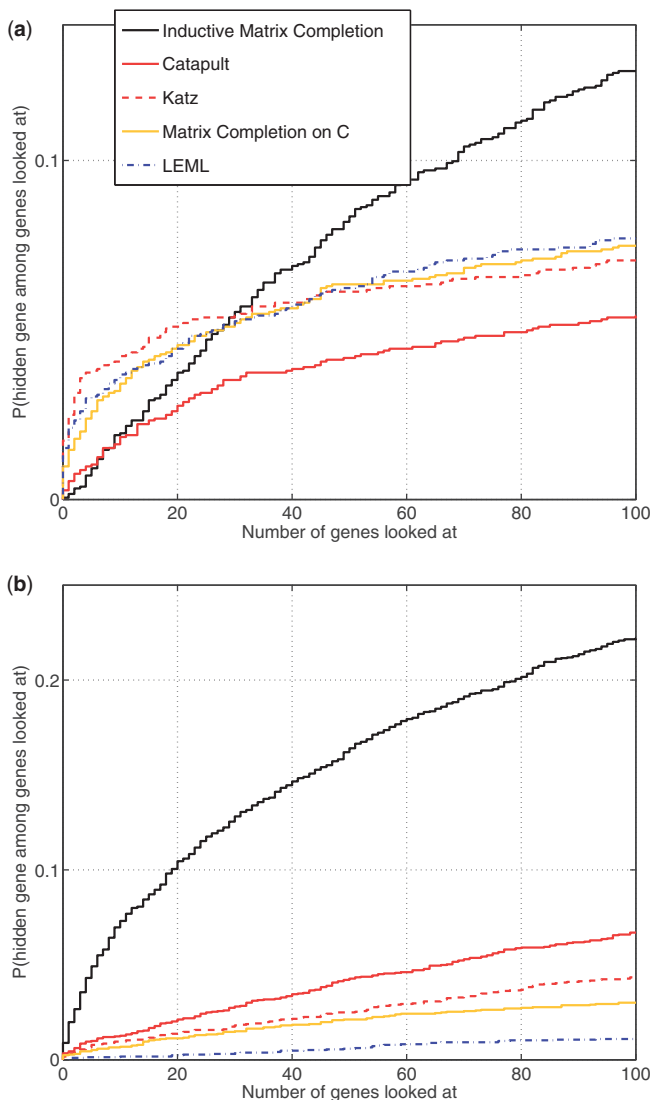 (a)
Inductive Matrix Completion
Catapult
Katz
Matrix Completion on C
LEML
P(hidden gene among genes looked at)
0.1
0
0 20 40 60 80 100
Number of genes looked at
(b)
P(hidden gene among genes looked at)
0.2
0.1
0
0 20 40 60 80 100
Number of genes looked at